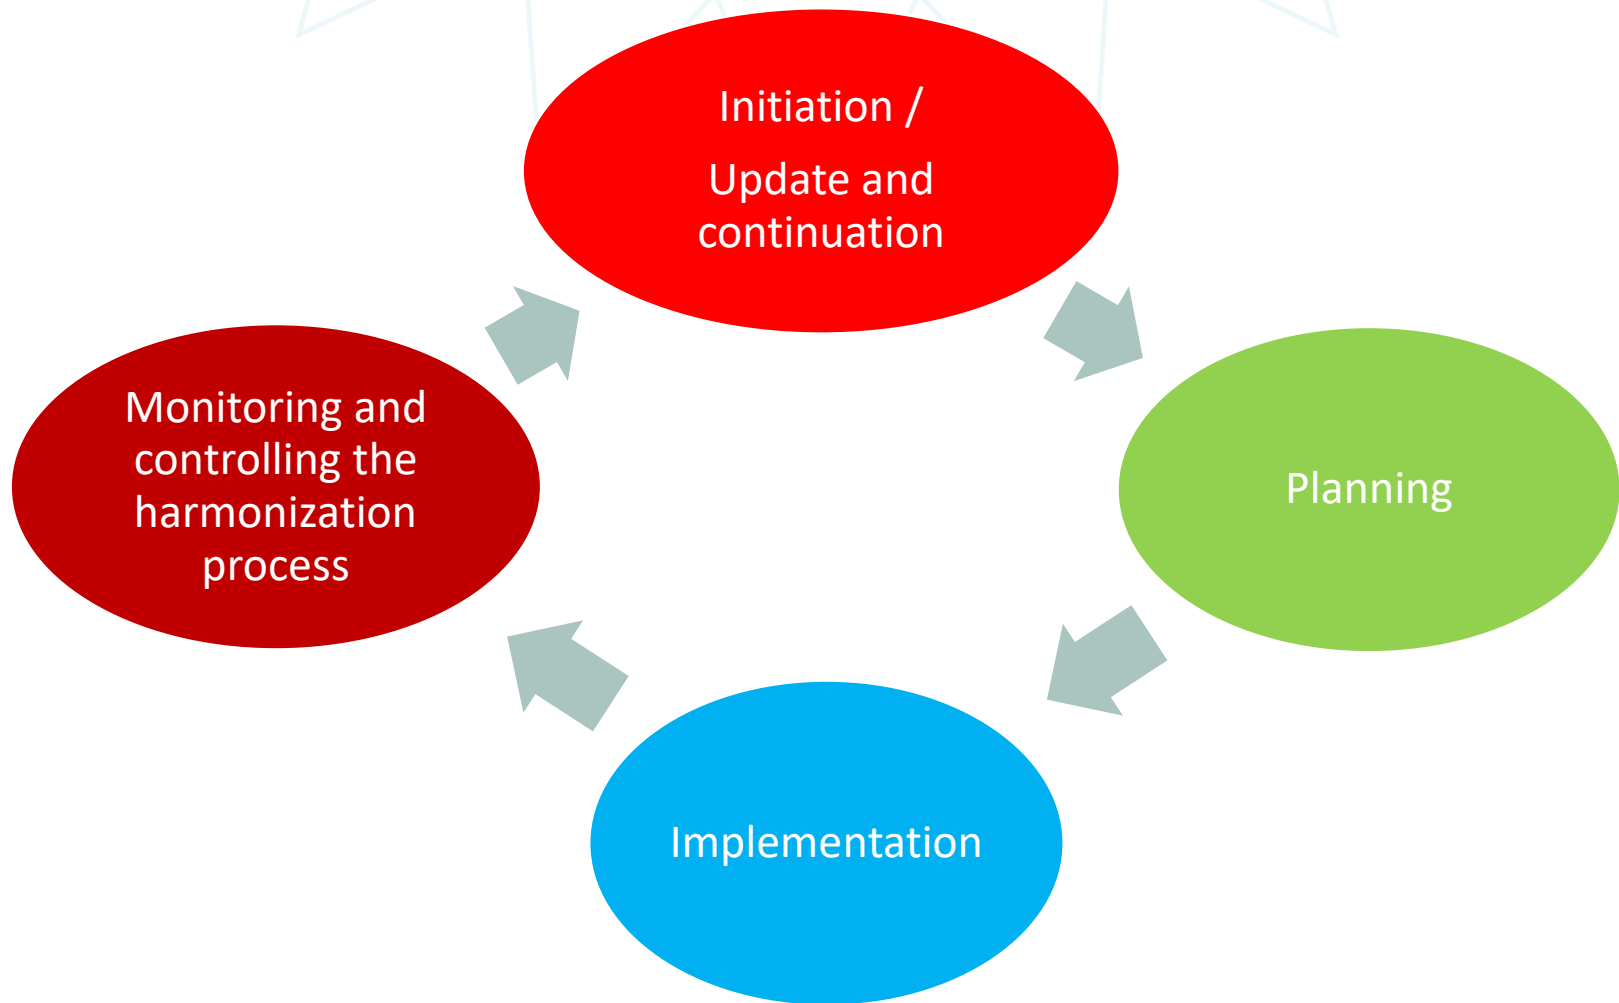 Initiation /
Update and
continuation
Planning
Implementation
Monitoring and
controlling the
harmonization
process